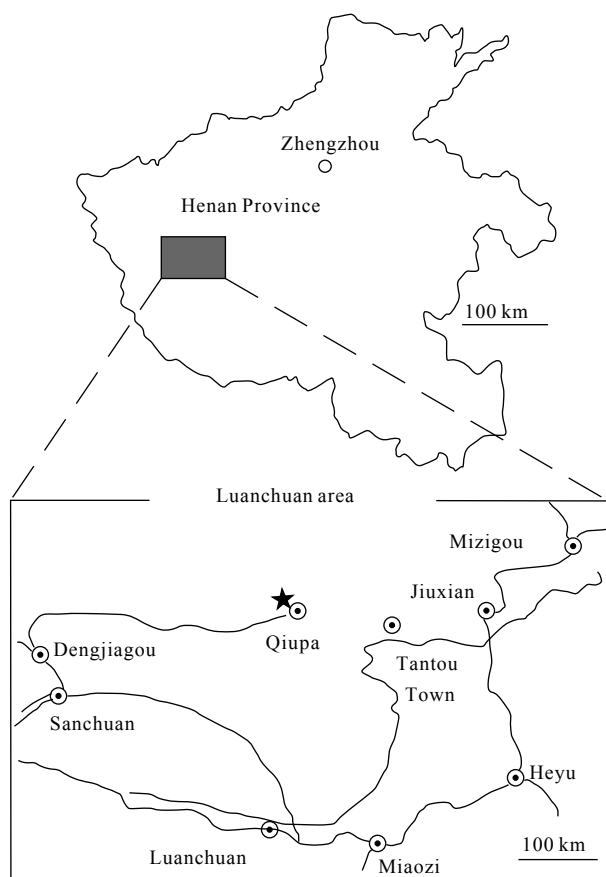 Zhengzhou
Henan Province
100 km
Luanchuan area
Mizigou
Jiuxian
Qiupa
Dengjiagou
Tantou
Town
Sanchuan
Heyu
Luanchuan
Miaozi
100 km